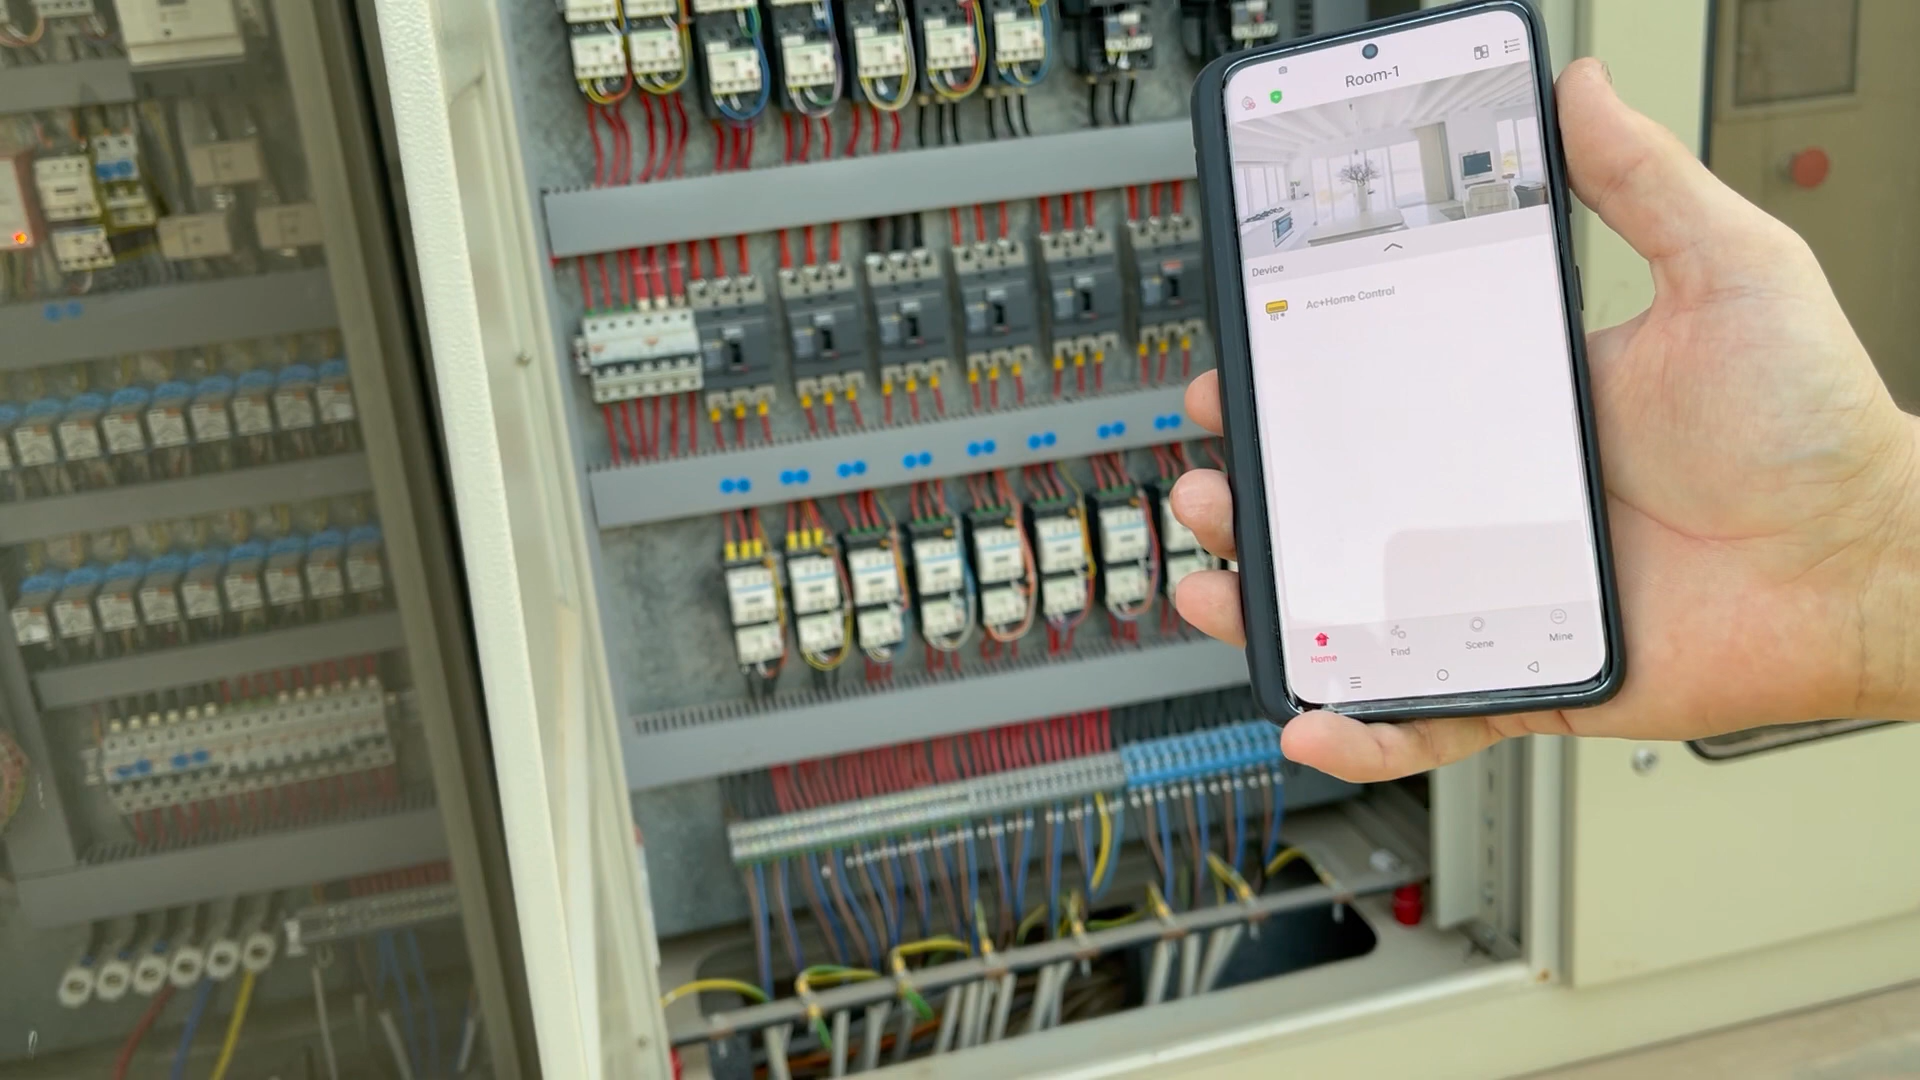 Room-1
Device
Ac+Home Control
Home
Find
Scene
Mine